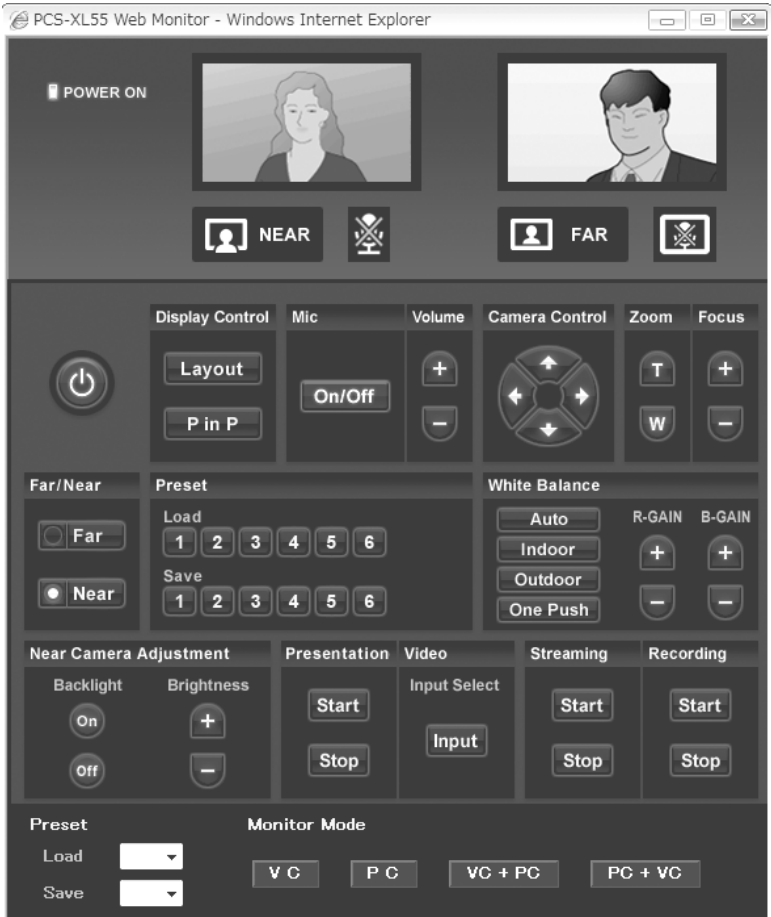 PCS-XL55 Web Monitor - Windows Internet Explorer
POWER ON
NEAR
FAR
Display Control
Mic
Volume
Camera Control
Zoom
Focus
Layout
P in P
On/Off
+
−
T
W
+
−
Far/Near
Preset
White Balance
Far
Near
Load
1 2 3 4 5 6
Save
1 2 3 4 5 6
Auto
Indoor
Outdoor
One Push
R-GAIN
B-GAIN
+
+
−
−
Near Camera Adjustment
Presentation
Video
Streaming
Recording
Backlight
Brightness
On
+
Off
−
Start
Stop
Input Select
Input
Start
Stop
Start
Stop
Preset
Monitor Mode
Load
Save
V C
P C
VC + PC
PC + VC